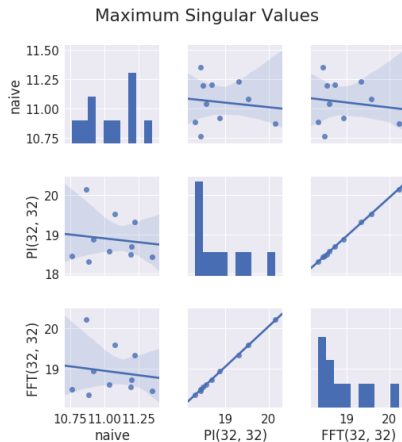 Maximum Singular Values
11.50
11.25
11.00
10.75
naive
20
19
18
PI(32, 32)
20
19
FFT(32, 32)
10.75 11.00 11.25
19 20
19 20
naive
PI(32, 32)
FFT(32, 32)